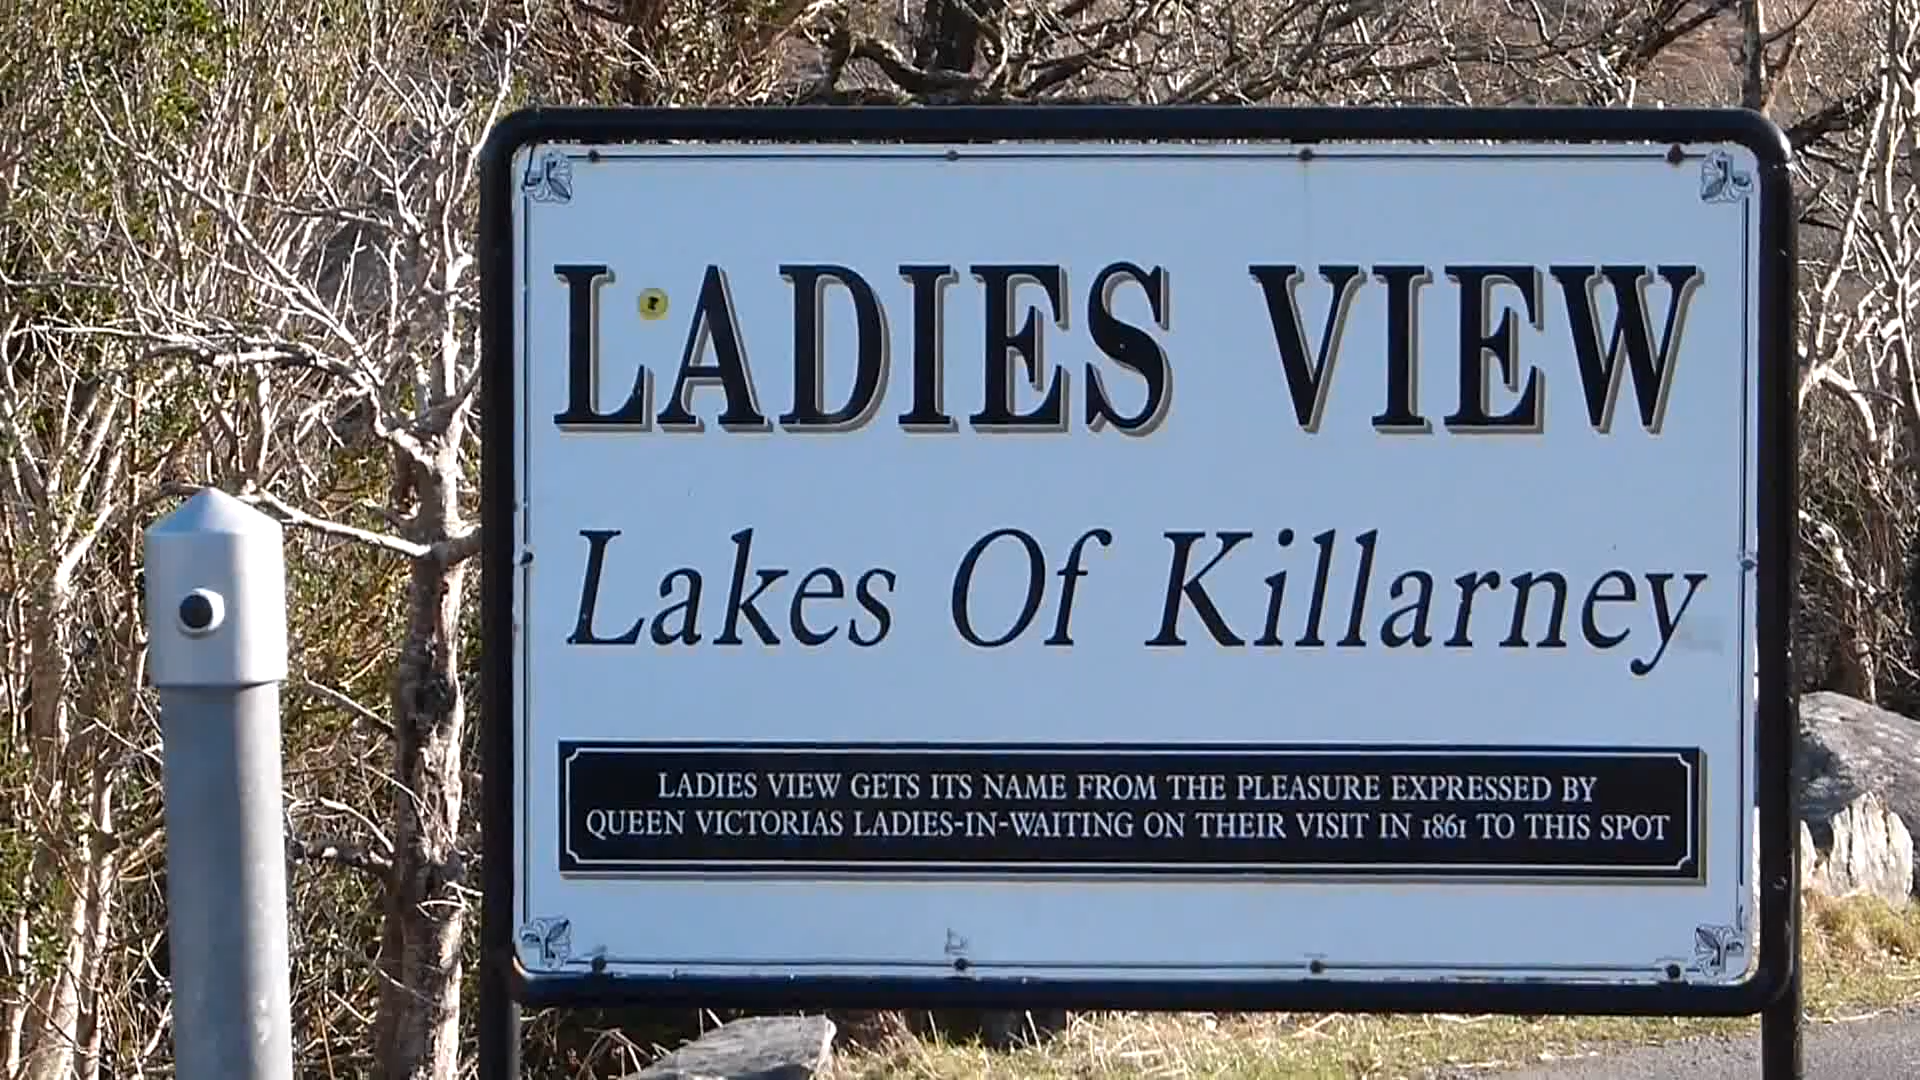 LADIES VIEW
Lakes Of Killarney
LADIES VIEW GETS ITS NAME FROM THE PLEASURE EXPRESSED BY
QUEEN VICTORIAS LADIES-IN-WAITING ON THEIR VISIT IN 1861 TO THIS SPOT